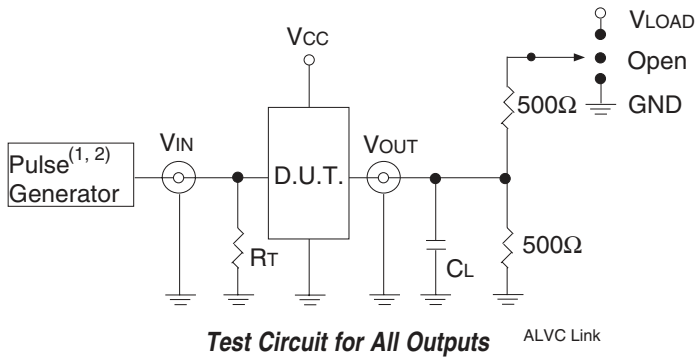 VLOAD
VCC
Open
500Ω
GND
Pulse(1, 2)
Generator
VIN
D.U.T.
VOUT
RT
CL
500Ω
Test Circuit for All Outputs
ALVC Link